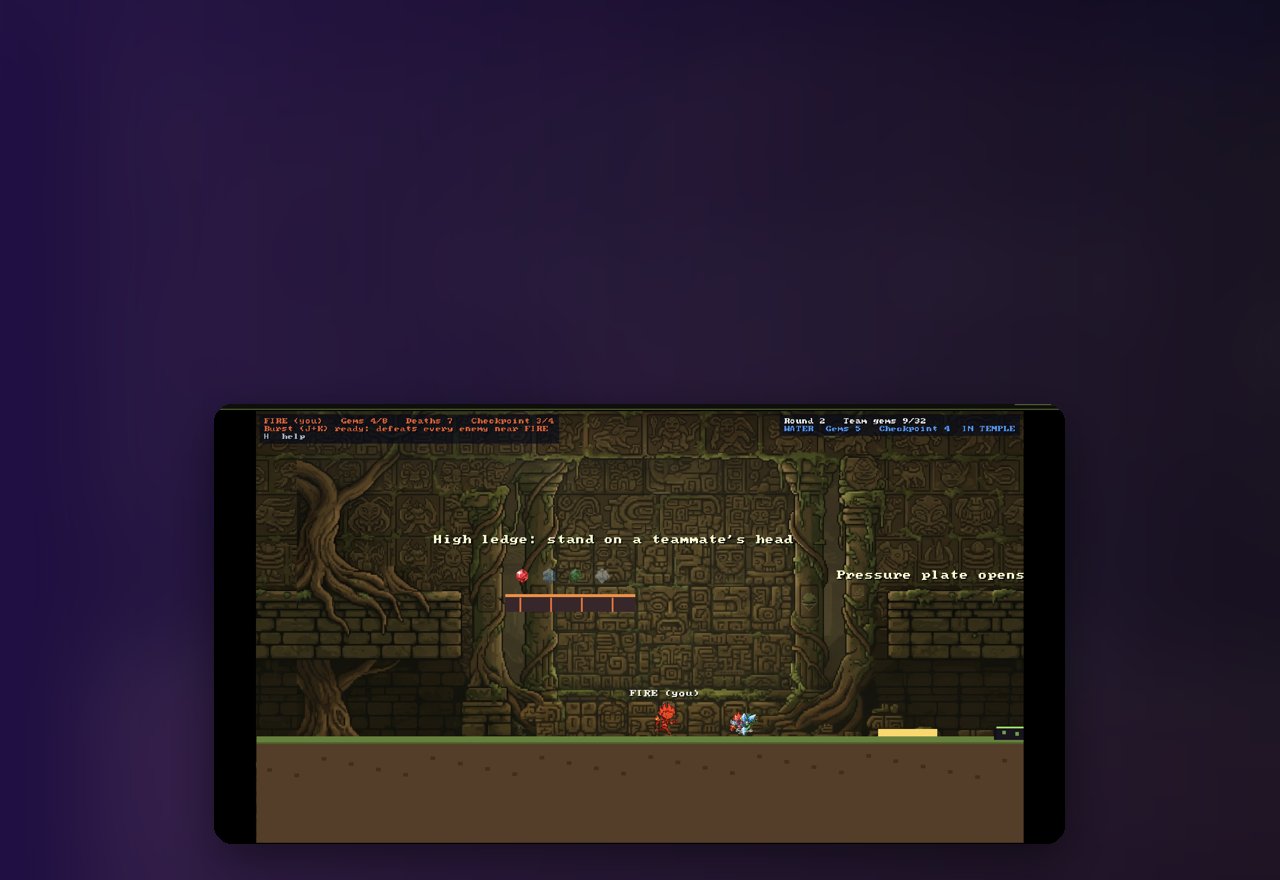 FIRE (you)   Gems 4/8   Deaths 7   Checkpoint 3/4
Burst (J+K) ready: defeats every enemy near FIRE
H  help
Round 2   Team gems 9/32
WATER  Gems 5   Checkpoint 4  IN TEMPLE
High ledge: stand on a teammate's head
Pressure plate opens
FIRE (you)